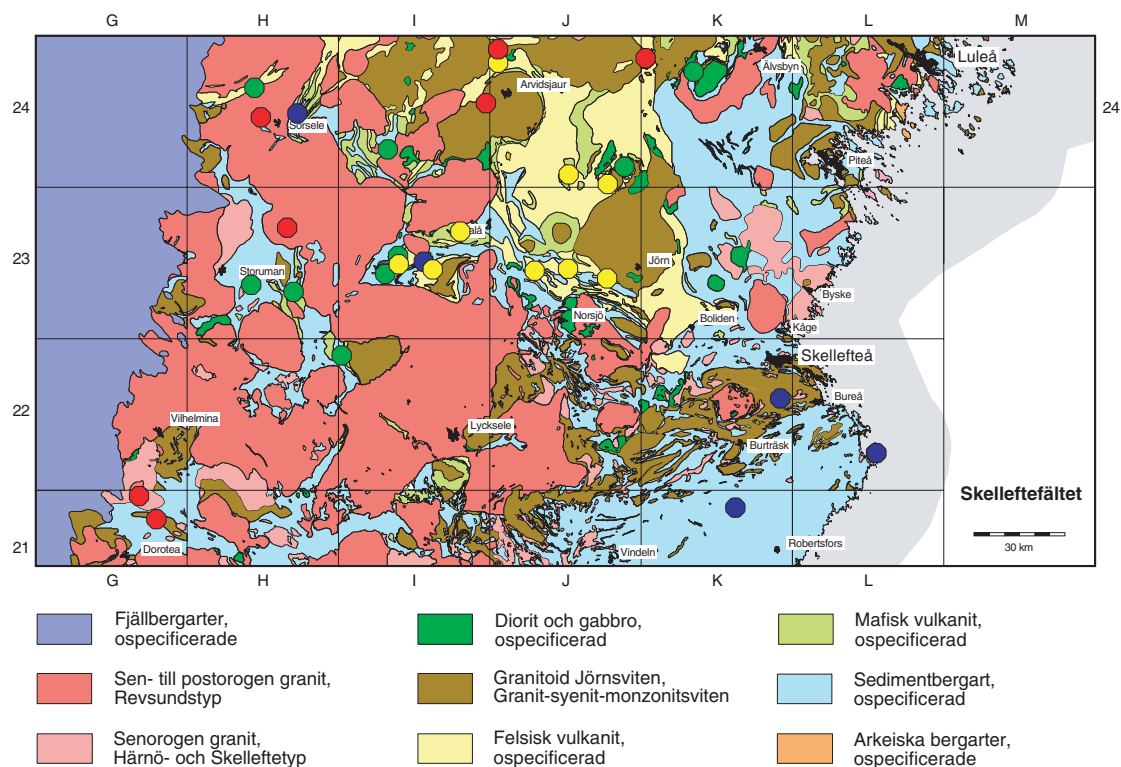 G H I J K L M
24
24
23
22
21
Luleå
Älvsbyn
Arvidsjaur
Sorsele
Piteå
Storuman
Jörn
Byske
Norsjö
Boliden
Kåge
Skellefteå
Bureå
Vilhelmina
Lycksele
Burträsk
Skelleftefältet
30 km
Dorotea
Vindeln
Robertsfors
G H I J K L
Fjällbergarter,
ospecificerade
Diorit och gabbro,
ospecificerad
Mafisk vulkanit,
ospecificerad
Sen- till postorogen granit,
Revsundstyp
Granitoid Jörnsviten,
Granit-syenit-monzonitsviten
Sedimentbergart,
ospecificerad
Senorogen granit,
Härnö- och Skelleftetyp
Felsisk vulkanit,
ospecificerad
Arkeiska bergarter,
ospecificerade